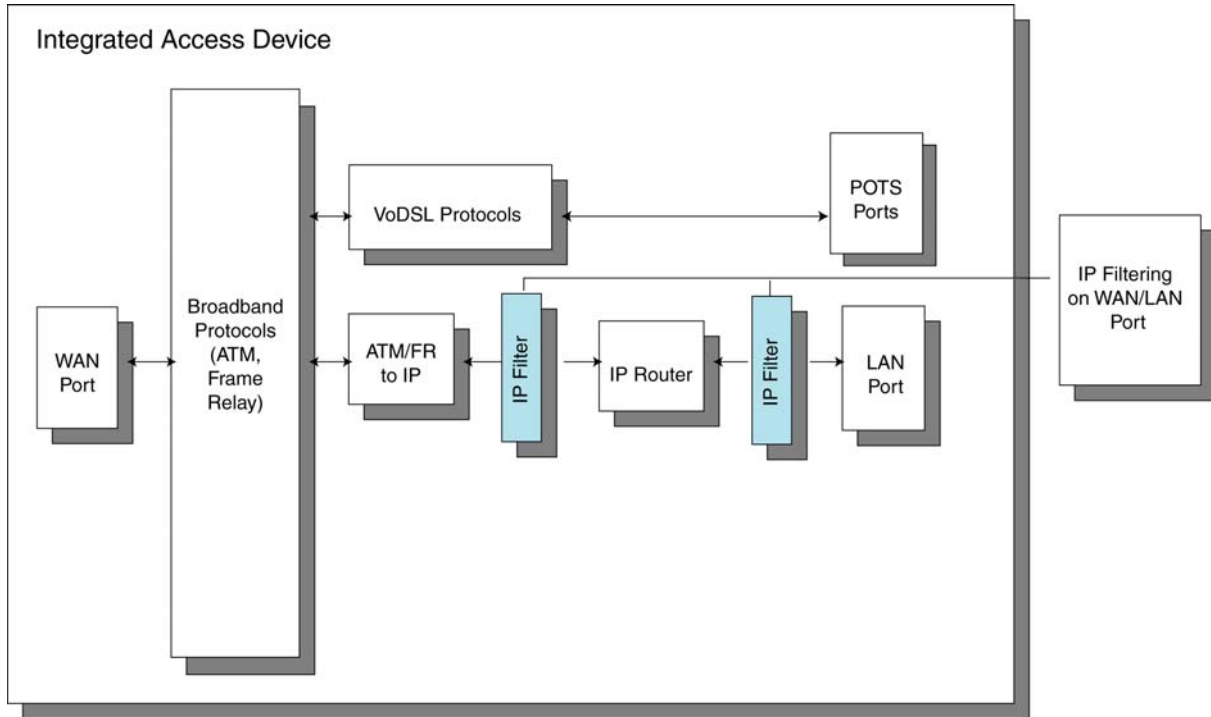 Integrated Access Device
POTS
Ports
VoDSL Protocols
IP Filtering
on WAN/LAN
Port
Broadband
Protocols
(ATM,
Frame
Relay)
WAN
Port
ATM/FR
to IP
IP Filter
IP Router
IP Filter
LAN
Port